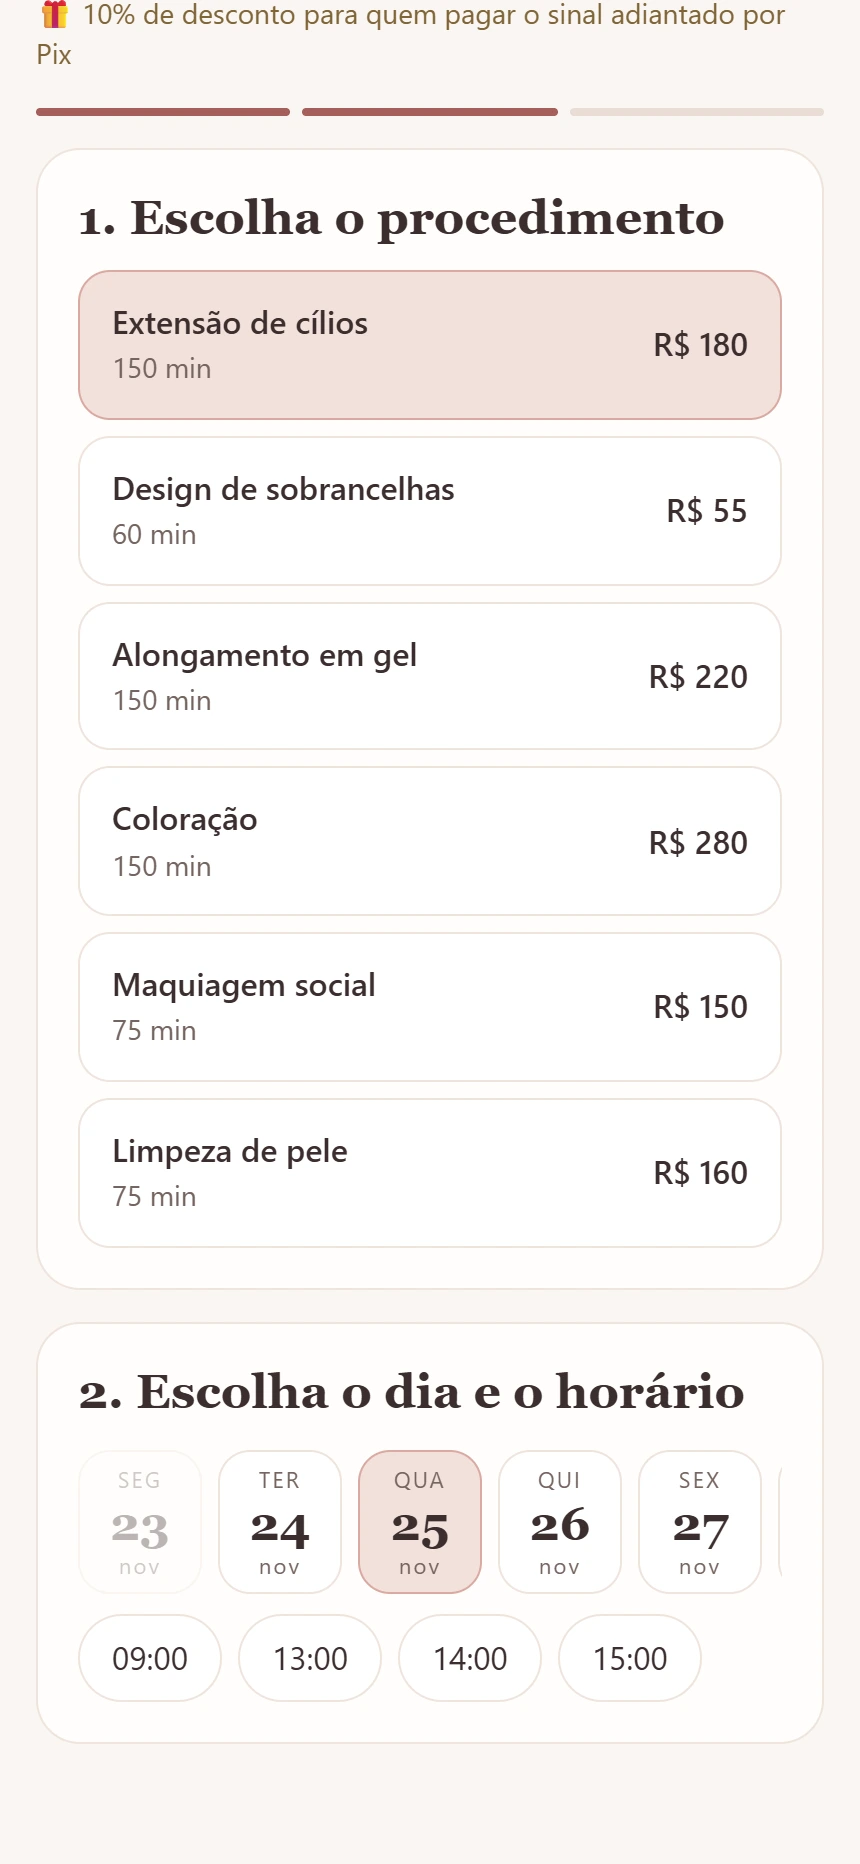 🎁 10% de desconto para quem pagar o sinal adiantado por
Pix
1. Escolha o procedimento
Extensão de cílios
150 min
R$ 180
Design de sobrancelhas
60 min
R$ 55
Alongamento em gel
150 min
R$ 220
Coloração
150 min
R$ 280
Maquiagem social
75 min
R$ 150
Limpeza de pele
75 min
R$ 160
2. Escolha o dia e o horário
SEG
23
nov
TER
24
nov
QUA
25
nov
QUI
26
nov
SEX
27
nov
09:00
13:00
14:00
15:00